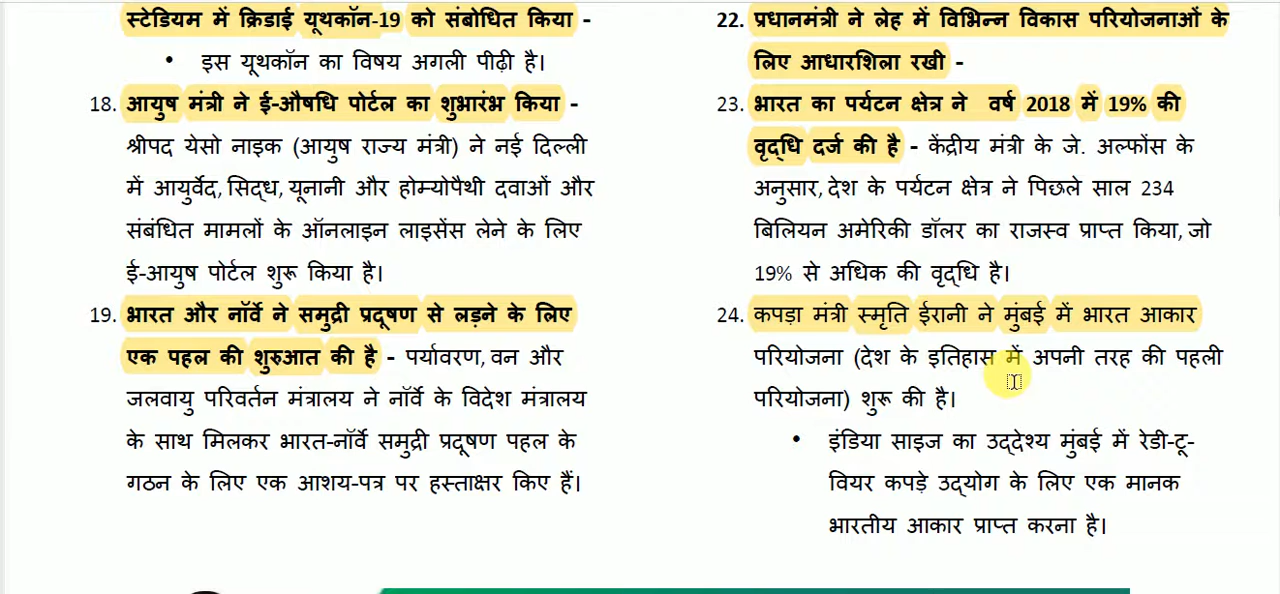 स्टेडियम में क्रिडाई यूथकॉन-19 को संबोधित किया -
• इस यूथकॉन का विषय अगली पीढ़ी है।
18. आयुष मंत्री ने ई-औषधि पोर्टल का शुभारंभ किया -
श्रीपद येसो नाइक (आयुष राज्य मंत्री) ने नई दिल्ली
में आयुर्वेद, सिद्ध, यूनानी और होम्योपैथी दवाओं और
संबंधित मामलों के ऑनलाइन लाइसेंस लेने के लिए
ई-आयुष पोर्टल शुरू किया है।
19. भारत और नॉर्वे ने समुद्री प्रदूषण से लड़ने के लिए
एक पहल की शुरुआत की है - पर्यावरण, वन और
जलवायु परिवर्तन मंत्रालय ने नॉर्वे के विदेश मंत्रालय
के साथ मिलकर भारत-नॉर्वे समुद्री प्रदूषण पहल के
गठन के लिए एक आशय-पत्र पर हस्ताक्षर किए हैं।
22. प्रधानमंत्री ने लेह में विभिन्न विकास परियोजनाओं के
लिए आधारशिला रखी -
23. भारत का पर्यटन क्षेत्र ने वर्ष 2018 में 19% की
वृद्धि दर्ज की है - केंद्रीय मंत्री के जे. अल्फोंस के
अनुसार, देश के पर्यटन क्षेत्र ने पिछले साल 234
बिलियन अमेरिकी डॉलर का राजस्व प्राप्त किया, जो
19% से अधिक की वृद्धि है।
24. कपड़ा मंत्री स्मृति ईरानी ने मुंबई में भारत आकार
परियोजना (देश के इतिहास में अपनी तरह की पहली
परियोजना) शुरू की है।
• इंडिया साइज का उद्देश्य मुंबई में रेडी-टू-
वियर कपड़े उद्योग के लिए एक मानक
भारतीय आकार प्राप्त करना है।